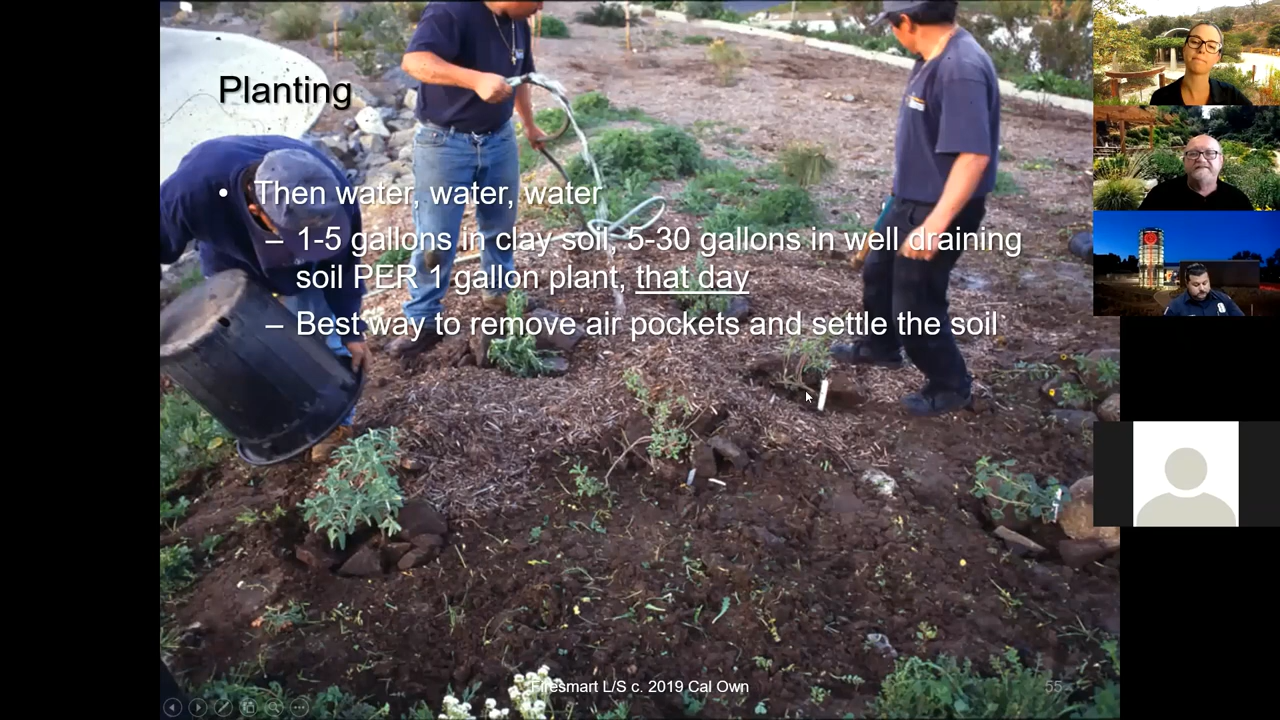 Planting
• Then water, water, water
– 1-5 gallons in clay soil, 5-30 gallons in well draining
soil PER 1 gallon plant, that day
– Best way to remove air pockets and settle the soil
Firesmart L/S c. 2019 Cal Own
55